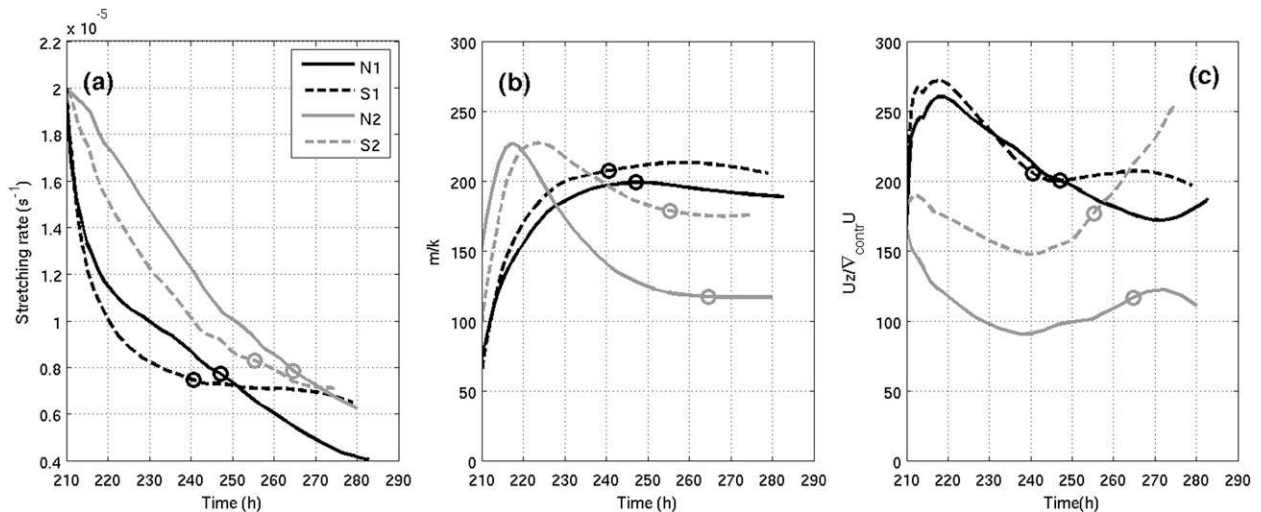 x 10⁻⁵
2.2
2
1.8
1.6
1.4
1.2
1
0.8
0.6
0.4
Stretching rate (s⁻¹)
(a)
N1
S1
N2
S2
210 220 230 240 250 260 270 280 290
Time (h)
300
250
200
150
100
50
0
m/k
(b)
210 220 230 240 250 260 270 280 290
Time (h)
300
250
200
150
100
50
0
Uz/∇contrU
(c)
210 220 230 240 250 260 270 280 290
Time(h)